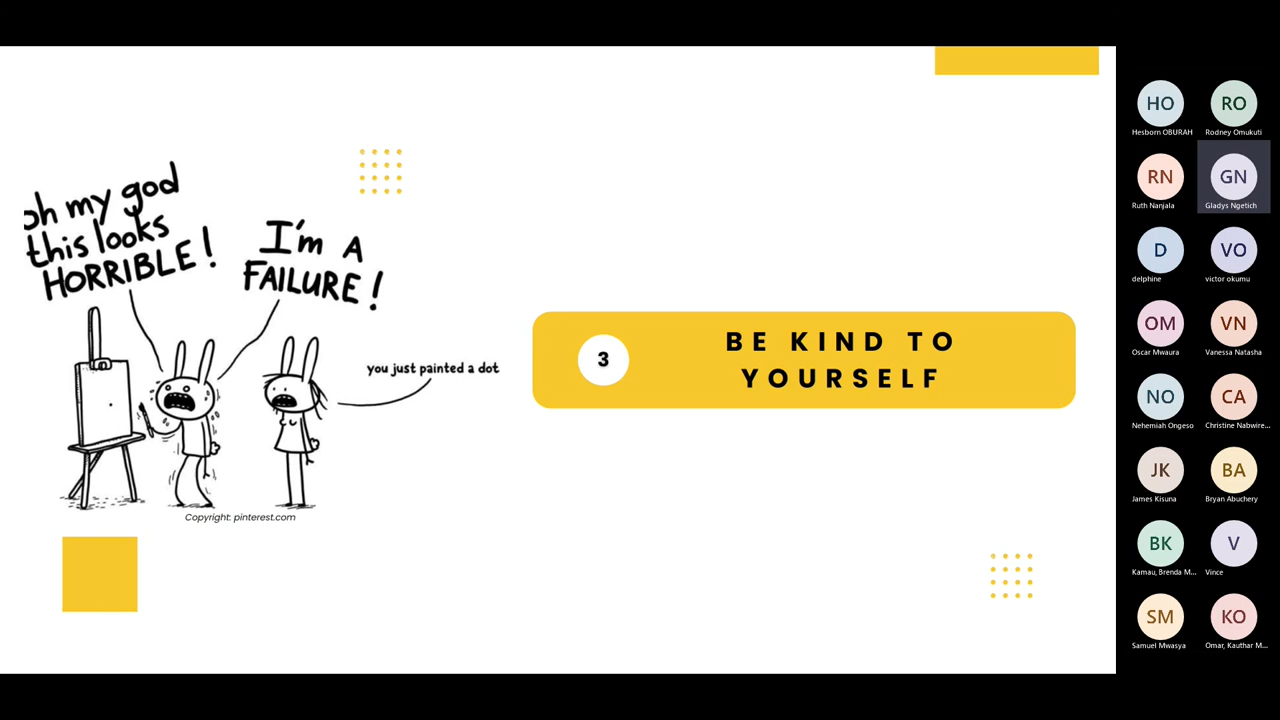 oh my god
this looks
HORRIBLE!
I'm A
FAILURE!
you just painted a dot
Copyright: pinterest.com
3
BE KIND TO
YOURSELF
HO
RO
Hesborn OBURAH
Rodney Omukuti
RN
GN
Ruth Nanjala
Gladys Ngetich
D
VO
delphine
victor okumu
OM
VN
Oscar Mwaura
Vanessa Natasha
NO
CA
Nehemiah Ongeso
Christine Nabwire...
JK
BA
James Kisuna
Bryan Abuchery
BK
V
Kamau, Brenda M...
Vince
SM
KO
Samuel Mwasya
Omar, Kauthar M...